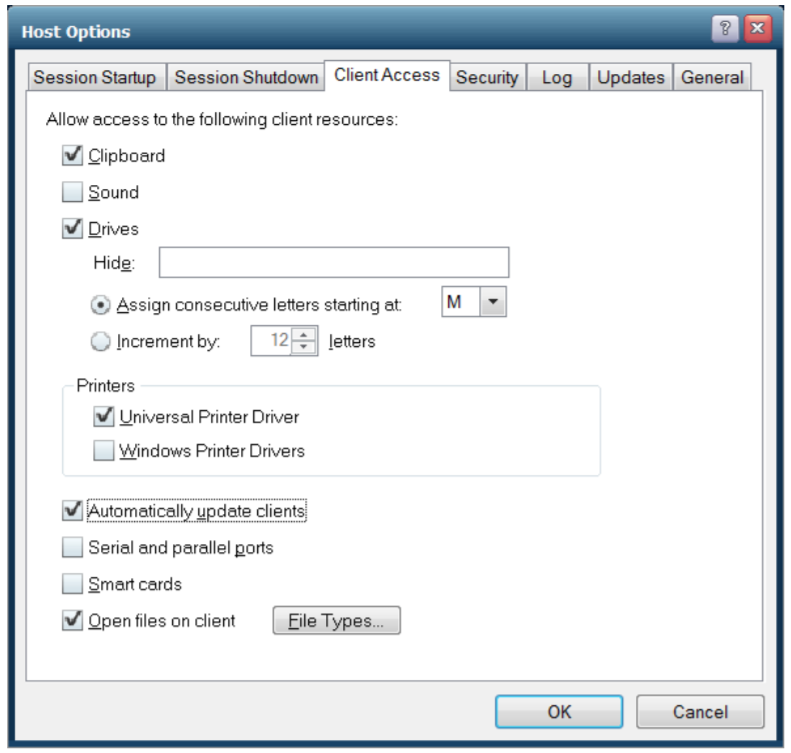 Host Options
?
Session Startup Session Shutdown Client Access Security Log Updates General
Allow access to the following client resources:
Clipboard
Sound
Drives
Hide:
Assign consecutive letters starting at: M
Increment by: 12 letters
Printers
Universal Printer Driver
Windows Printer Drivers
Automatically update clients
Serial and parallel ports
Smart cards
Open files on client File Types...
OK Cancel